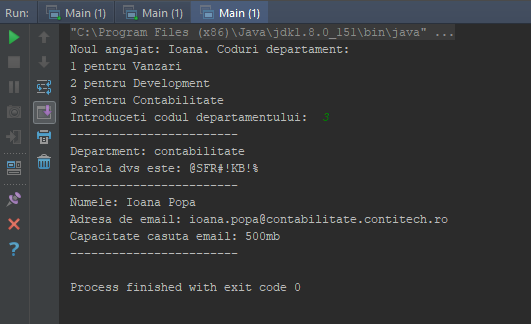 Run: Main (1) Main (1) Main (1)
"C:\Program Files (x86)\Java\jdk1.8.0_151\bin\java" ...
Noul angajat: Ioana. Coduri departament:
1 pentru Vanzari
2 pentru Development
3 pentru Contabilitate
Introduceti codul departamentului: 3
------------------------
Department: contabilitate
Parola dvs este: @SFR#!KB!%
------------------------
Numele: Ioana Popa
Adresa de email: ioana.popa@contabilitate.contitech.ro
Capacitate casuta email: 500mb
------------------------
Process finished with exit code 0